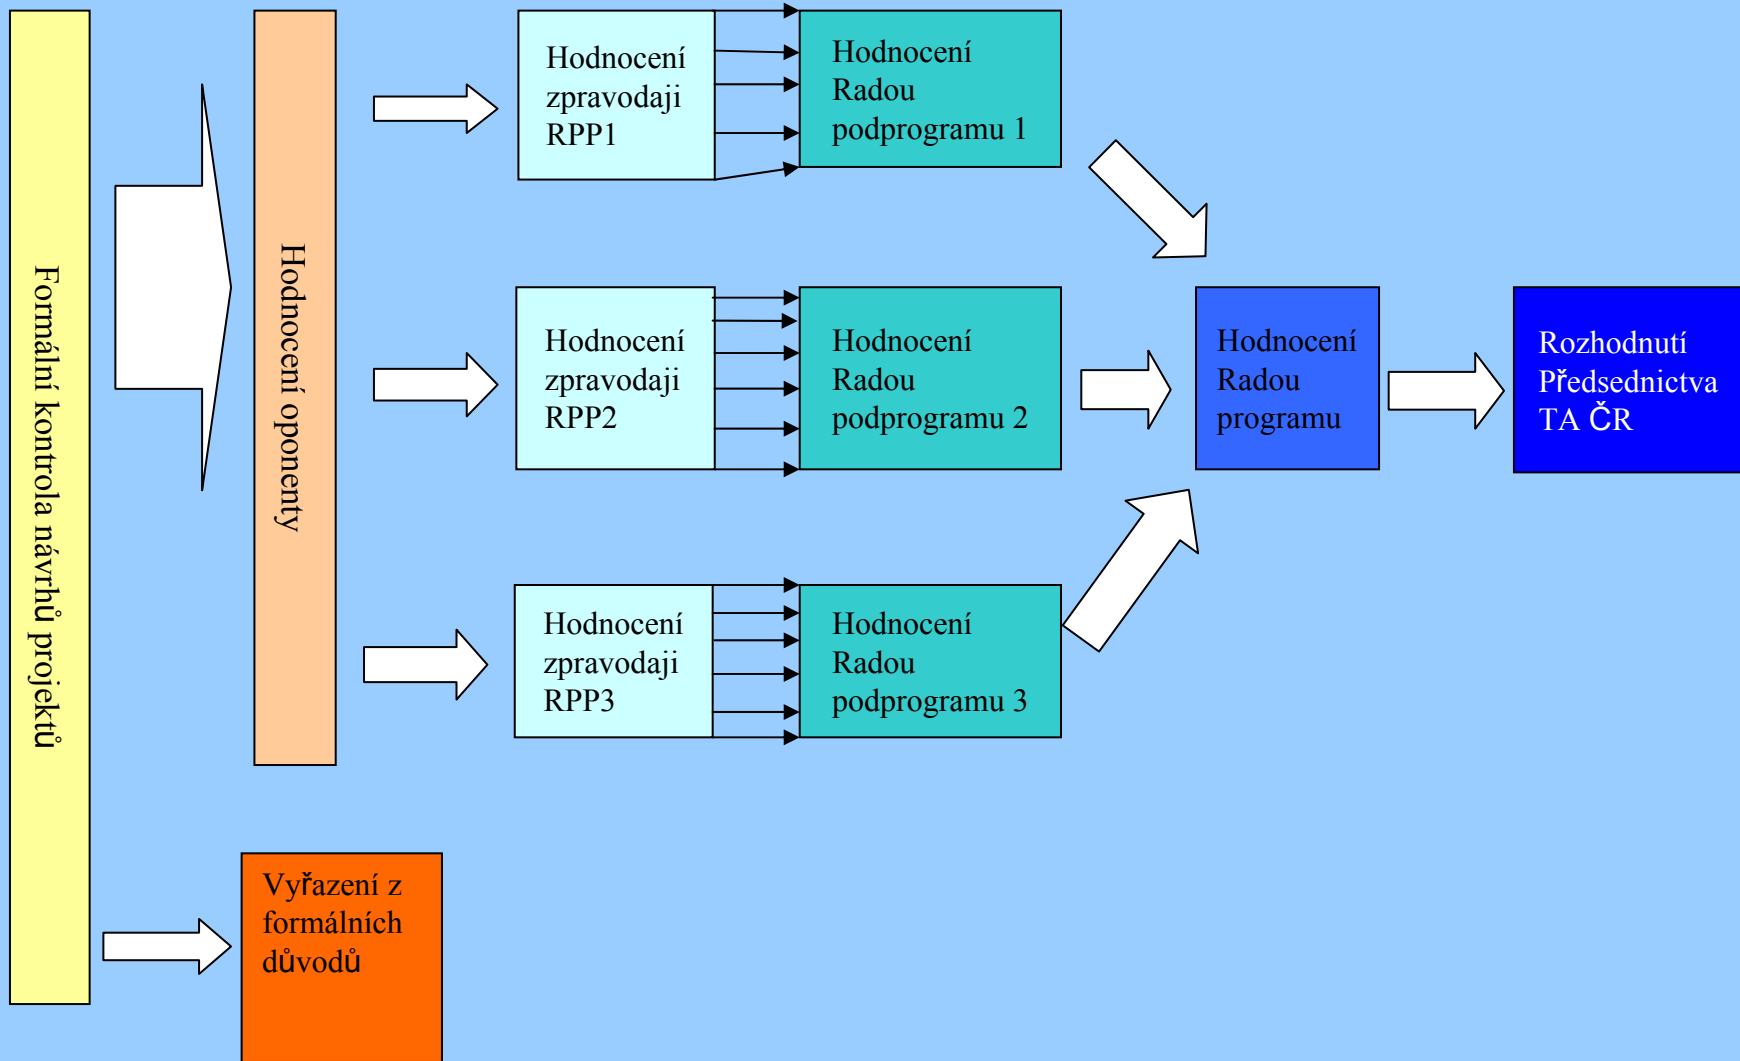 Formální kontrola návrhů projektů
Hodnocení oponenty
Hodnocení
zpravodaji
RPP1
Hodnocení
Radou
podprogramu 1
Hodnocení
zpravodaji
RPP2
Hodnocení
Radou
podprogramu 2
Hodnocení
Radou
programu
Rozhodnutí
Předsednictva
TA ČR
Hodnocení
zpravodaji
RPP3
Hodnocení
Radou
podprogramu 3
Vyřazení z
formálních
důvodů